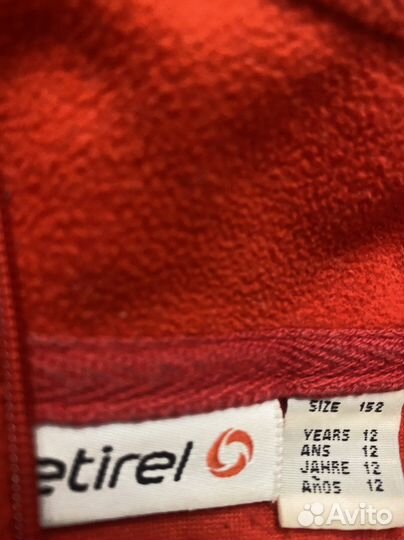 SIZE 152
YEARS 12
ANS 12
JAHRE 12
AÑOS 12
etirel
Avito